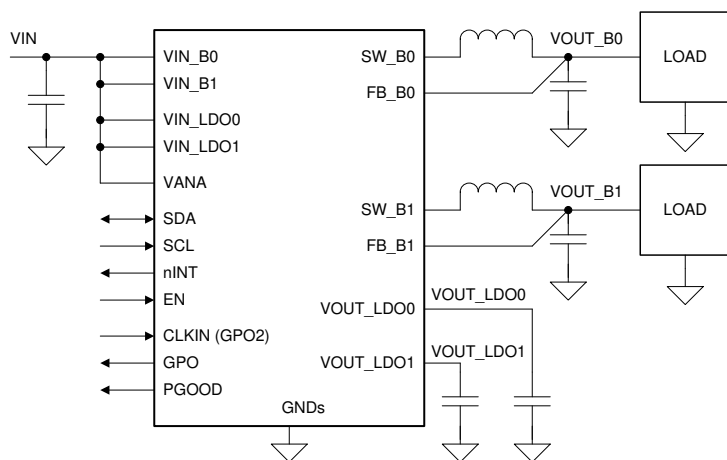 VIN
VIN_B0
VIN_B1
VIN_LDO0
VIN_LDO1
VANA
SDA
SCL
nINT
EN
CLKIN (GPO2)
GPO
PGOOD
GNDs
SW_B0
FB_B0
SW_B1
FB_B1
VOUT_LDO0
VOUT_LDO1
VOUT_B0
LOAD
VOUT_B1
LOAD
VOUT_LDO0
VOUT_LDO1